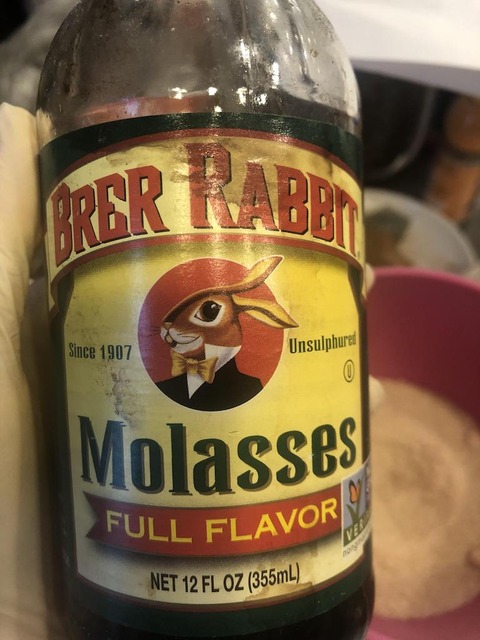 BRER RABBIT
Since 1907
Unsulphured
U
Molasses
FULL FLAVOR
NET 12 FL OZ (355mL)